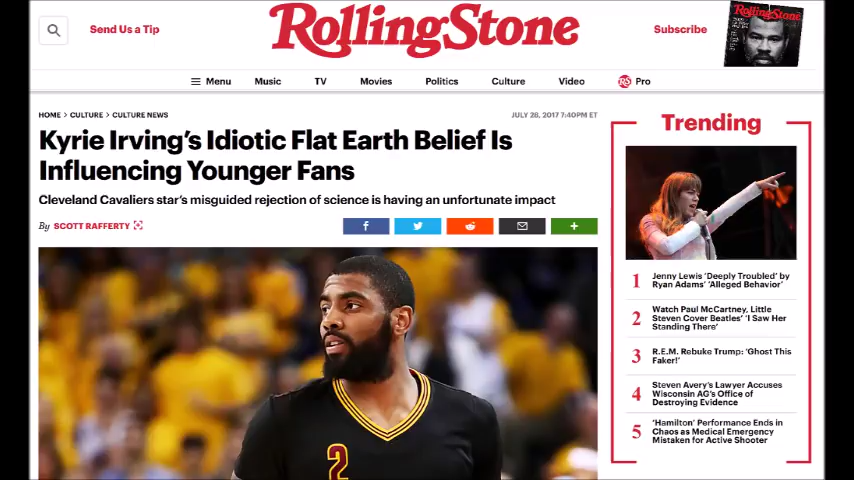 RollingStone
RollingStone
Send Us a Tip
Subscribe
Menu Music TV Movies Politics Culture Video RS Pro
HOME > CULTURE > CULTURE NEWS
JULY 28, 2017 7:40PM ET
Kyrie Irving's Idiotic Flat Earth Belief Is
Influencing Younger Fans
Cleveland Cavaliers star's misguided rejection of science is having an unfortunate impact
By SCOTT RAFFERTY
2
Trending
1 Jenny Lewis 'Deeply Troubled' by
Ryan Adams' 'Alleged Behavior'
2 Watch Paul McCartney, Little
Steven Cover Beatles' 'I Saw Her
Standing There'
3 R.E.M. Rebuke Trump: 'Ghost This
Faker!'
4 Steven Avery's Lawyer Accuses
Wisconsin AG's Office of
Destroying Evidence
5 'Hamilton' Performance Ends in
Chaos as Medical Emergency
Mistaken for Active Shooter